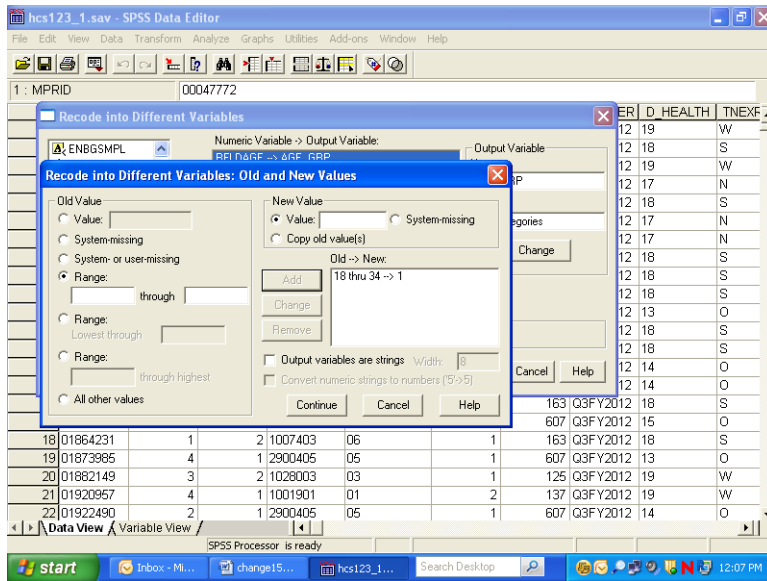 hcs123_1.sav - SPSS Data Editor
File Edit View Data Transform Analyze Graphs Utilities Add-ons Window Help
1 : MPRID 00047772
ER D_HEALTH TNEXR
Recode into Different Variables
ENBGSMPL
Numeric Variable -> Output Variable:
BFLDAGE --> AGE_GRP
Output Variable
RP
egories
Change
Cancel Help
Recode into Different Variables: Old and New Values
Old Value
Value:
System-missing
System- or user-missing
Range:
through
Range:
Lowest through
Range:
through highest
All other values
New Value
Value: System-missing
Copy old value(s)
Old --> New:
Add 18 thru 34 --> 1
Change
Remove
Output variables are strings Width: 8
Convert numeric strings to numbers ('5'->5)
Continue Cancel Help
12 19 W
12 18 S
12 19 W
12 17 N
12 18 S
12 17 N
12 17 N
12 18 S
12 18 S
12 18 S
12 13 O
12 18 S
12 18 S
12 14 O
12 14 O
163 Q3FY2012 18 S
607 Q3FY2012 15 O
18 01864231 1 2 1007403 06 1 163 Q3FY2012 18 S
19 01873985 4 1 2900405 05 1 607 Q3FY2012 13 O
20 01882149 3 2 1028003 03 1 125 Q3FY2012 19 W
21 01920957 4 1 1001901 01 2 137 Q3FY2012 19 W
22 01922490 2 1 2900405 05 1 607 Q3FY2012 14 O
Data View Variable View
SPSS Processor is ready
start Inbox - Mi... change15... hcs123_1... Search Desktop 12:07 PM